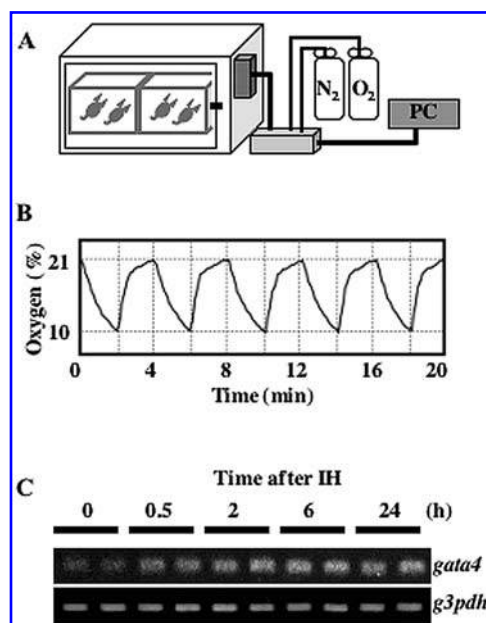 A
N2 O2
PC
B
Oxygen (%)
21
10
0 4 8 12 16 20
Time (min)
C
Time after IH
0 0.5 2 6 24 (h)
gata4
g3pdh